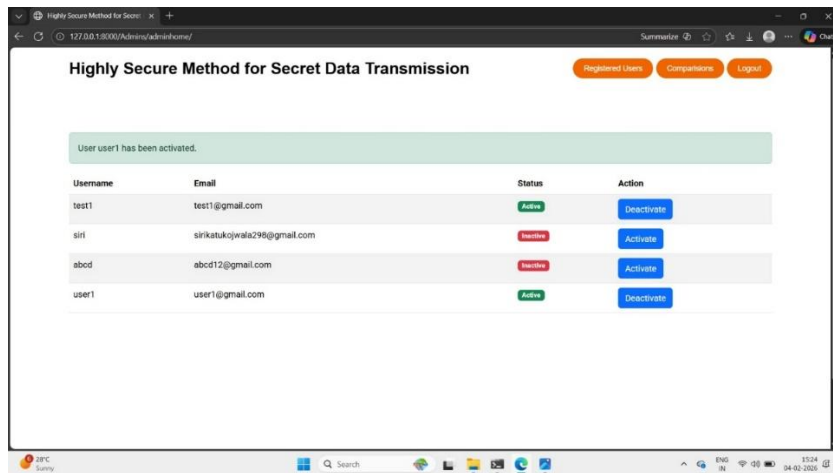 Highly Secure Method for Secret
127.0.0.1:8000/Admins/adminhome/
Summarize
Chat
Highly Secure Method for Secret Data Transmission
Registered Users Comparisions Logout
User user1 has been activated.
Username Email Status Action
test1 test1@gmail.com Active Deactivate
siri sirikatukojwala298@gmail.com Inactive Activate
abcd abcd12@gmail.com Inactive Activate
user1 user1@gmail.com Active Deactivate
28°C
Sunny
Search
ENG
IN
15:24
04-02-2026